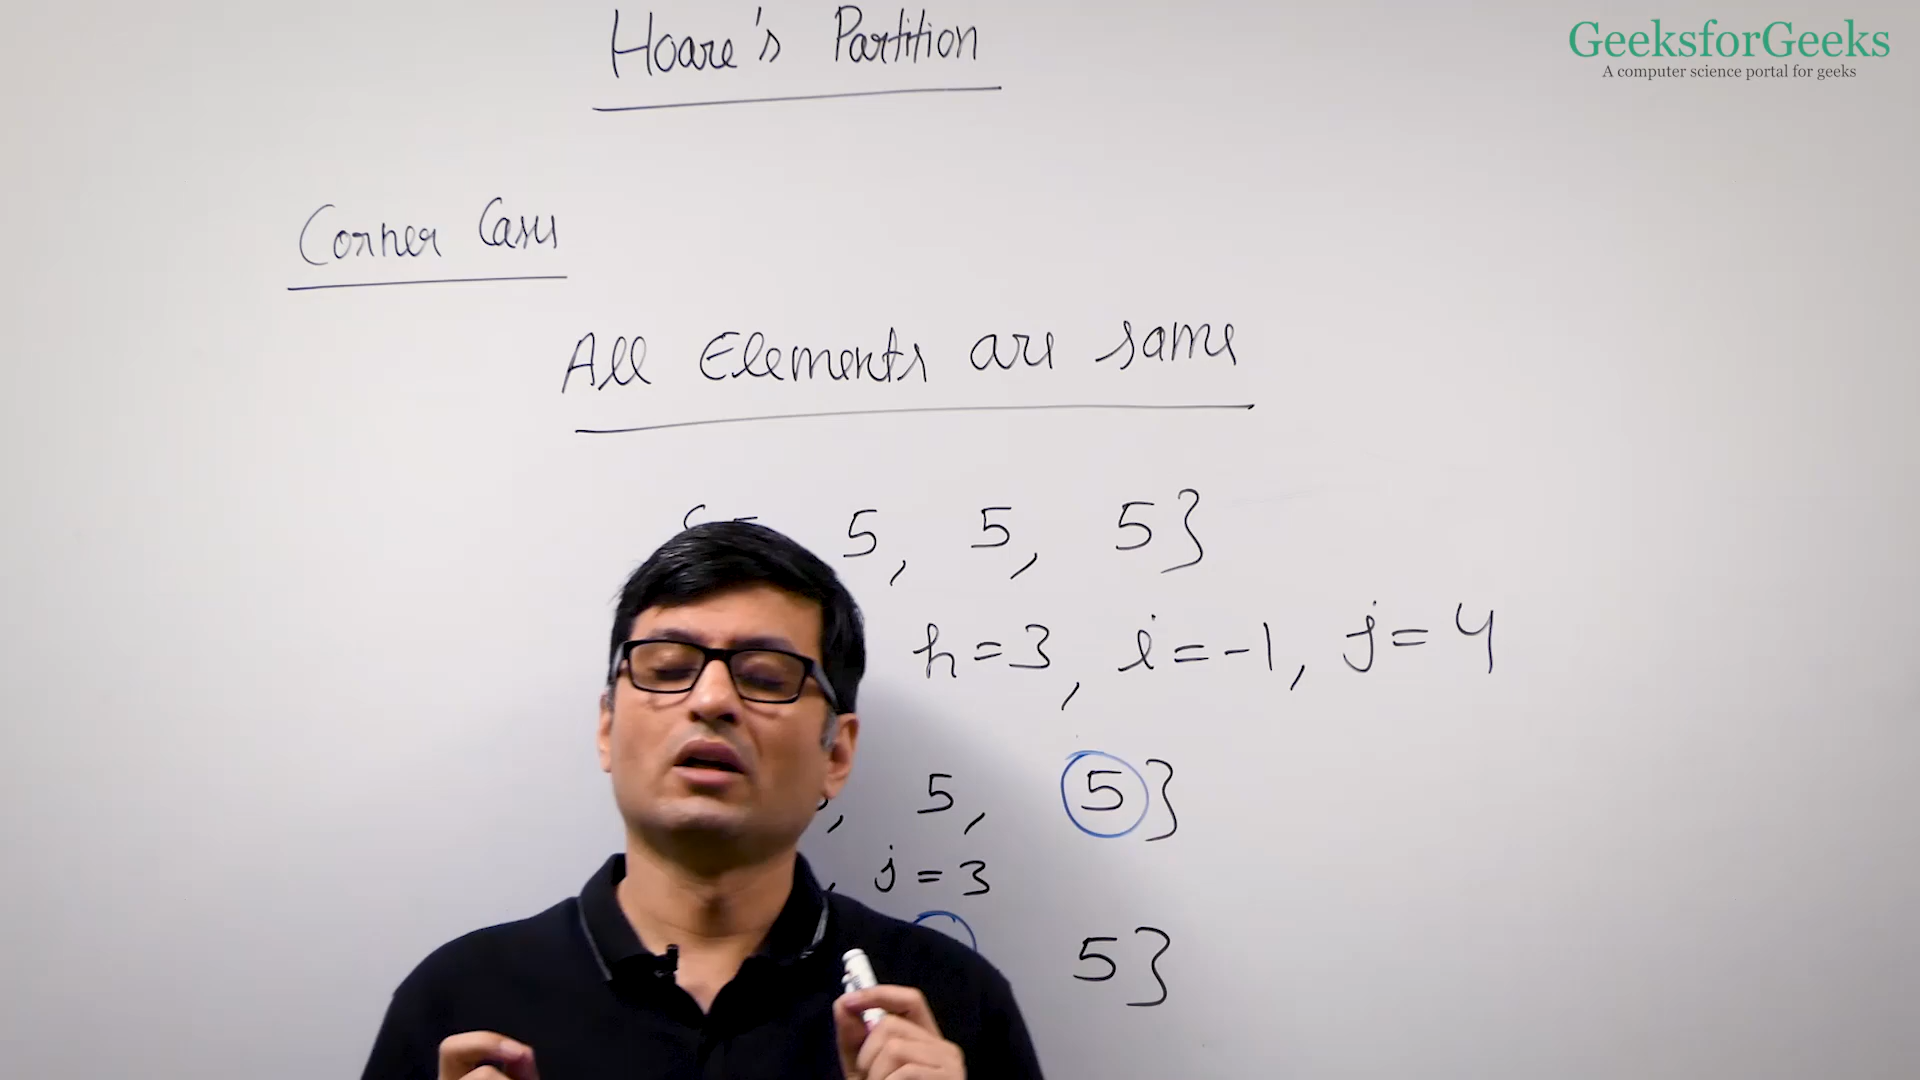 Hoare's Partition
GeeksforGeeks
A computer science portal for geeks
Corner Cases
All Elements are same
5, 5, 5}
h=3, i=-1, j=4
5, 5}
, j=3
5}